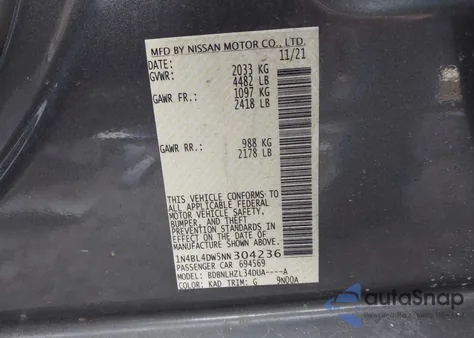 MFD BY NISSAN MOTOR CO., LTD.
DATE: 11/21
GVWR: 2033 KG
4482 LB
GAWR FR.: 1097 KG
2418 LB
GAWR RR.: 988 KG
2178 LB
THIS VEHICLE CONFORMS TO
ALL APPLICABLE FEDERAL
MOTOR VEHICLE SAFETY,
BUMPER, AND THEFT
PREVENTION STANDARDS IN
EFFECT ON THE DATE OF
MANUFACTURE SHOWN ABOVE.
1N4BL4DW5NN304236
PASSENGER CAR 694569
MODEL: BDBNLHZL34DUA----A
COLOR: KAD TRIM: G 9N00A
autoSnap